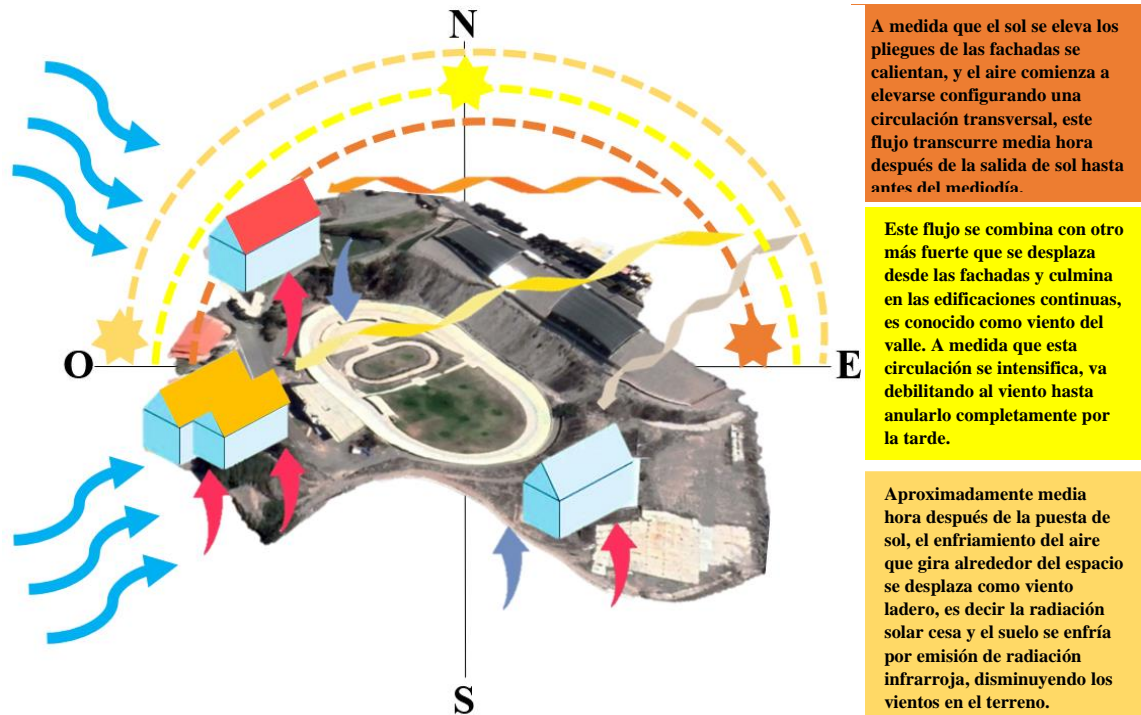 N
O
E
S
A medida que el sol se eleva los
pliegues de las fachadas se
calientan, y el aire comienza a
elevarse configurando una
circulación transversal, este
flujo transcurre media hora
después de la salida de sol hasta
antes del mediodía.
Este flujo se combina con otro
más fuerte que se desplaza
desde las fachadas y culmina
en las edificaciones continuas,
es conocido como viento del
valle. A medida que esta
circulación se intensifica, va
debilitando al viento hasta
anularlo completamente por
la tarde.
Aproximadamente media
hora después de la puesta de
sol, el enfriamiento del aire
que gira alrededor del espacio
se desplaza como viento
ladero, es decir la radiación
solar cesa y el suelo se enfría
por emisión de radiación
infrarroja, disminuyendo los
vientos en el terreno.